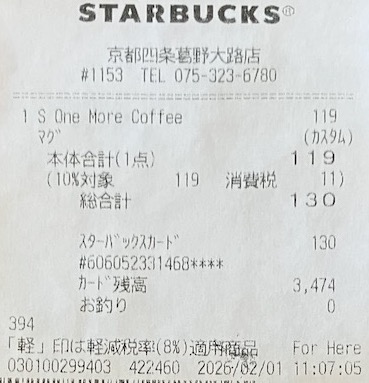 STARBUCKS®
京都四条葛野大路店
#1153 TEL 075-323-6780
1 S One More Coffee 119
マグ (カスタム)
本体合計(1点) 119
(10%対象 119 消費税 11)
総合計 130
スターバックスカード 130
#606052331468****
カード残高 3,474
お釣り 0
394
「軽」印は軽減税率(8%)適用商品 For Here
030100299403 422460 2026/02/01 11:07:05